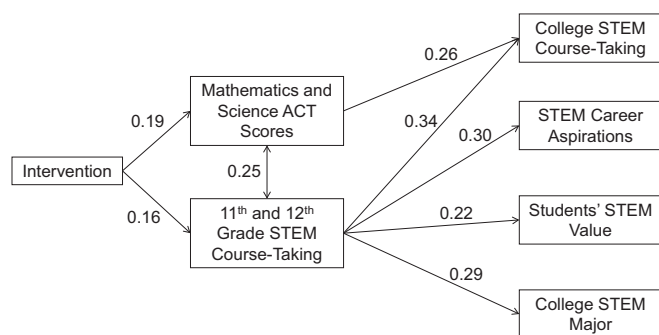 College STEM
Course-Taking
0.26
Mathematics and
Science ACT
Scores
0.34
0.30
STEM Career
Aspirations
0.19
Intervention
0.25
0.16
11th and 12th
Grade STEM
Course-Taking
0.22
Students' STEM
Value
0.29
College STEM
Major